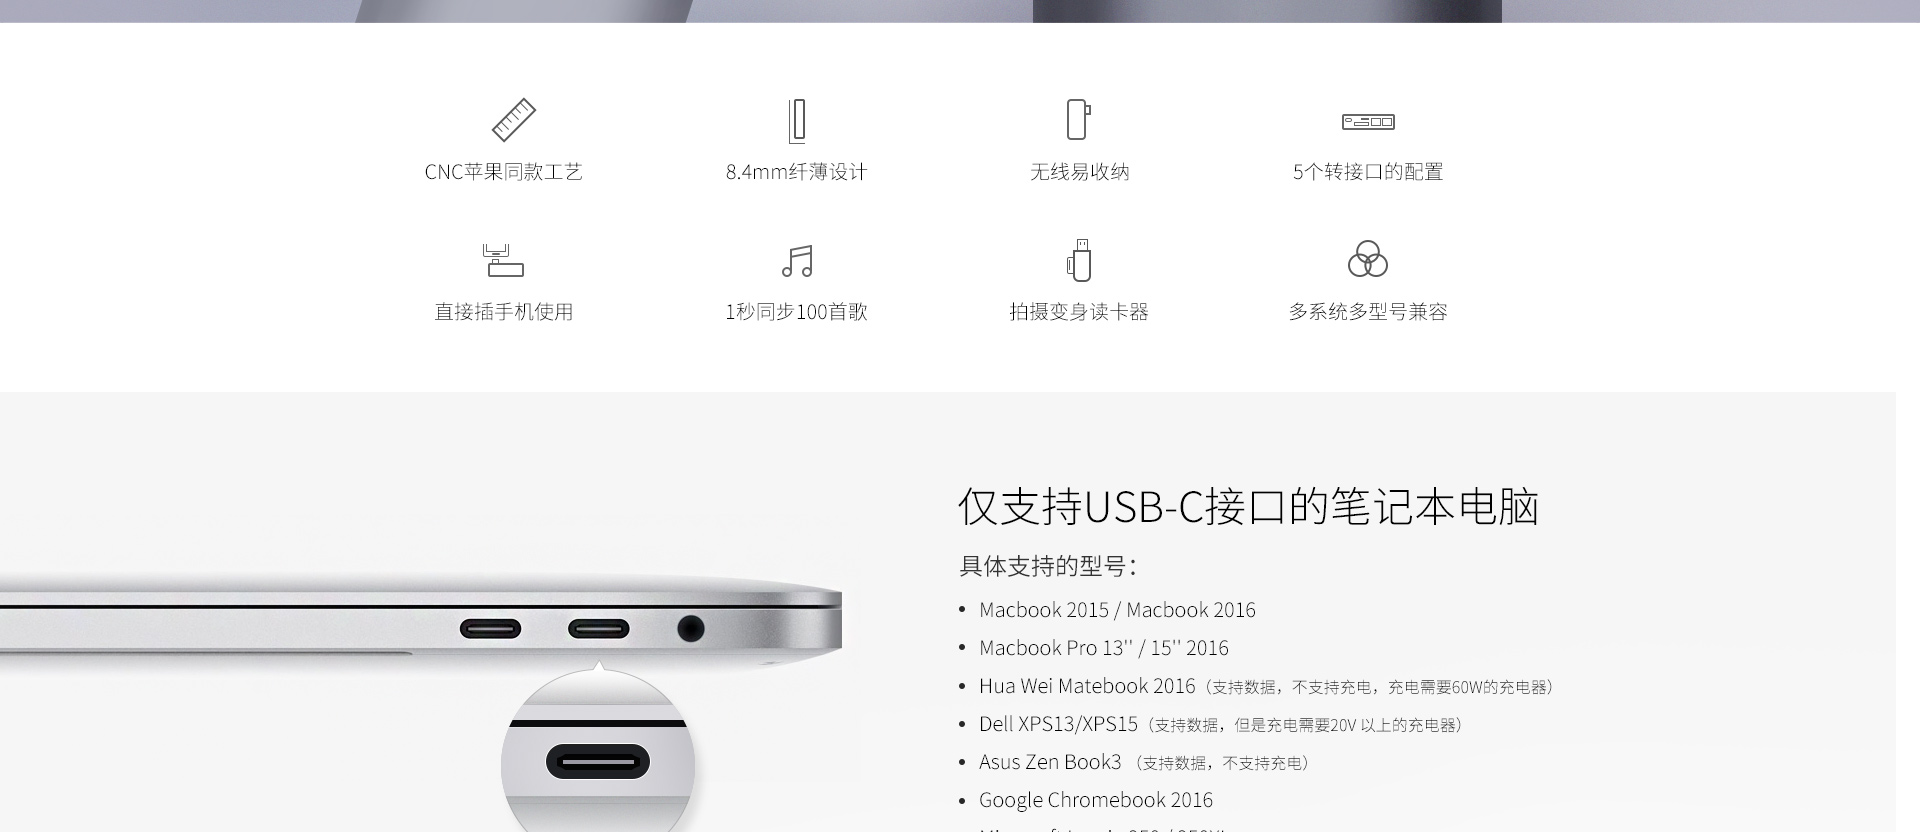 CNC苹果同款工艺
8.4mm纤薄设计
无线易收纳
5个转接口的配置
直接插手机使用
1秒同步100首歌
拍摄变身读卡器
多系统多型号兼容
仅支持USB-C接口的笔记本电脑
具体支持的型号：
• Macbook 2015 / Macbook 2016
• Macbook Pro 13'' / 15'' 2016
• Hua Wei Matebook 2016（支持数据，不支持充电，充电需要60W的充电器）
• Dell XPS13/XPS15（支持数据，但是充电需要20V 以上的充电器）
• Asus Zen Book3 （支持数据，不支持充电）
• Google Chromebook 2016